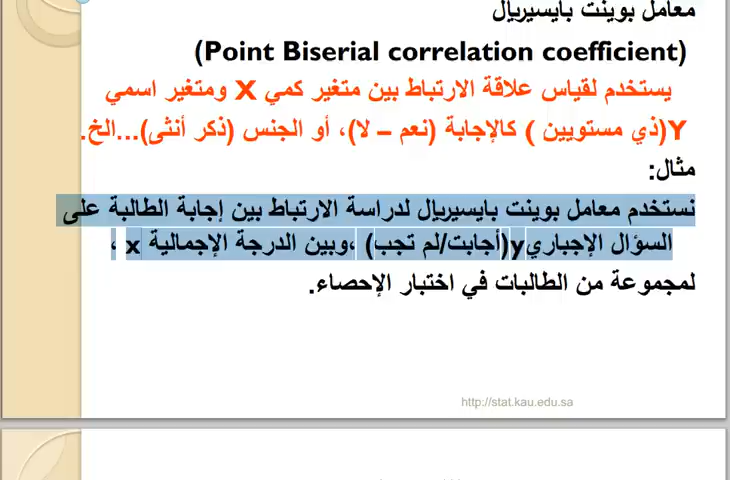 معامل بوينت بايسيريال
(Point Biserial correlation coefficient)
يستخدم لقياس علاقة الارتباط بين متغير كمي X ومتغير اسمي
Y(ذي مستويين ) كالإجابة (نعم – لا)، أو الجنس (ذكر أنثى)...الخ.
مثال:
نستخدم معامل بوينت بايسيريال لدراسة الارتباط بين إجابة الطالبة على
السؤال الإجباريy(أجابت/لم تجب) ،وبين الدرجة الإجمالية x ،
لمجموعة من الطالبات في اختبار الإحصاء.
http://stat.kau.edu.sa